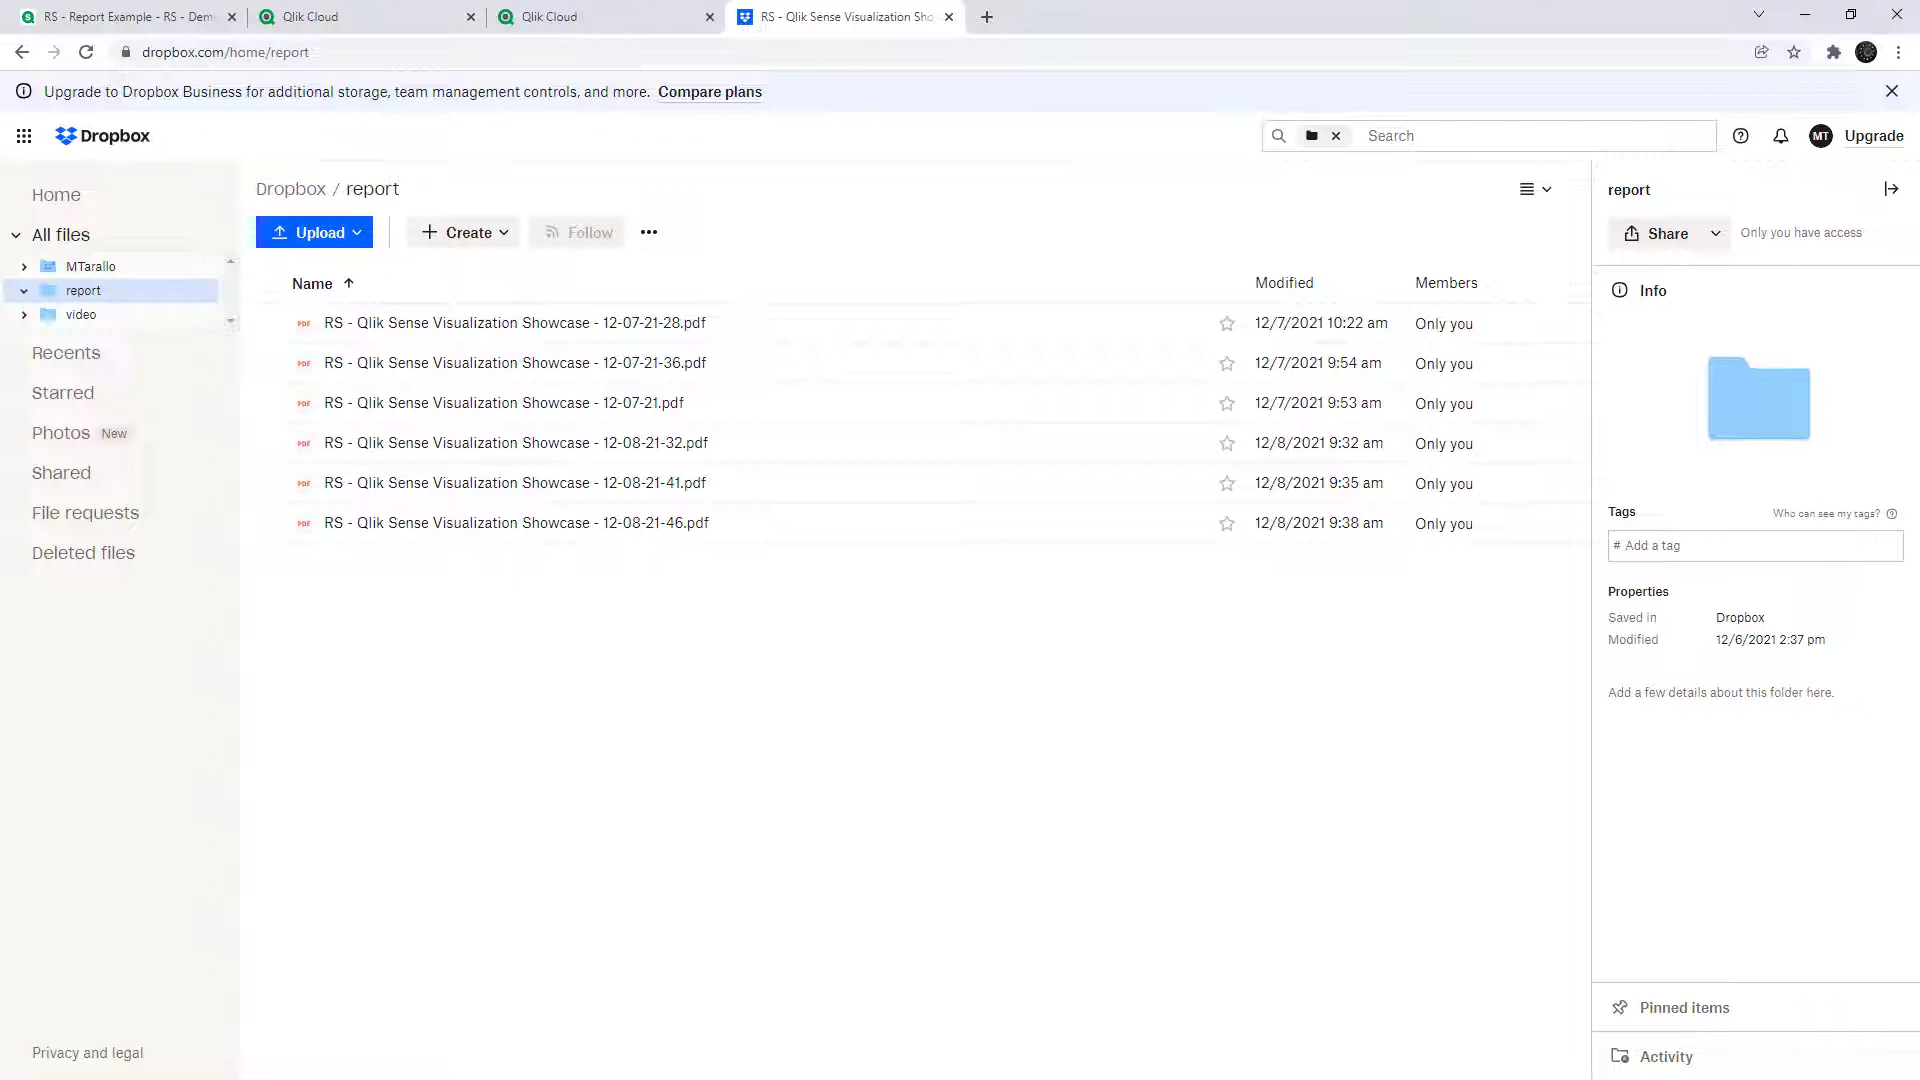 RS - Report Example - RS - Dem
Qlik Cloud
Qlik Cloud
RS - Qlik Sense Visualization Sho
dropbox.com/home/report
Upgrade to Dropbox Business for additional storage, team management controls, and more. Compare plans
Dropbox
Search
MT
Upgrade
Home
All files
MTarallo
report
video
Recents
Starred
Photos New
Shared
File requests
Deleted files
Privacy and legal
Dropbox / report
Upload
Create
Follow
Name Modified Members
PDF RS - Qlik Sense Visualization Showcase - 12-07-21-28.pdf 12/7/2021 10:22 am Only you
PDF RS - Qlik Sense Visualization Showcase - 12-07-21-36.pdf 12/7/2021 9:54 am Only you
PDF RS - Qlik Sense Visualization Showcase - 12-07-21.pdf 12/7/2021 9:53 am Only you
PDF RS - Qlik Sense Visualization Showcase - 12-08-21-32.pdf 12/8/2021 9:32 am Only you
PDF RS - Qlik Sense Visualization Showcase - 12-08-21-41.pdf 12/8/2021 9:35 am Only you
PDF RS - Qlik Sense Visualization Showcase - 12-08-21-46.pdf 12/8/2021 9:38 am Only you
report
Share
Only you have access
Info
Tags Who can see my tags?
# Add a tag
Properties
Saved in Dropbox
Modified 12/6/2021 2:37 pm
Add a few details about this folder here.
Pinned items
Activity